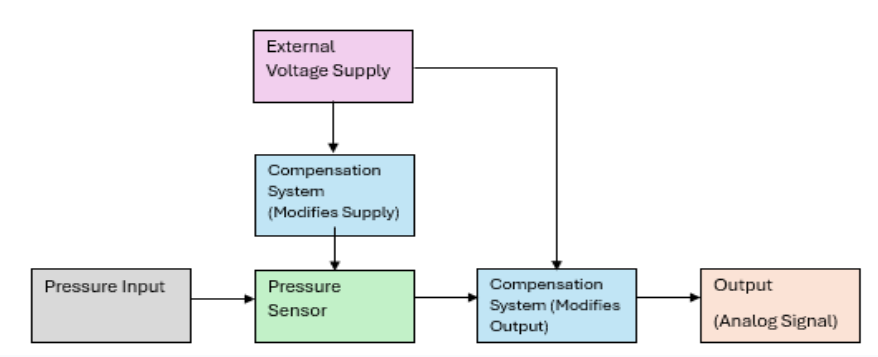 External
Voltage Supply
Compensation
System
(Modifies Supply)
Pressure Input
Pressure
Sensor
Compensation
System (Modifies
Output)
Output
(Analog Signal)